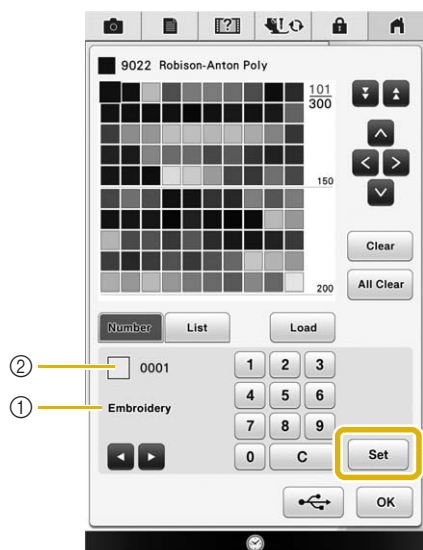 9022 Robison-Anton Poly
101
300
150
200
Clear
All Clear
Number
List
Load
② 0001
① Embroidery
1 2 3
4 5 6
7 8 9
0 C
Set
OK